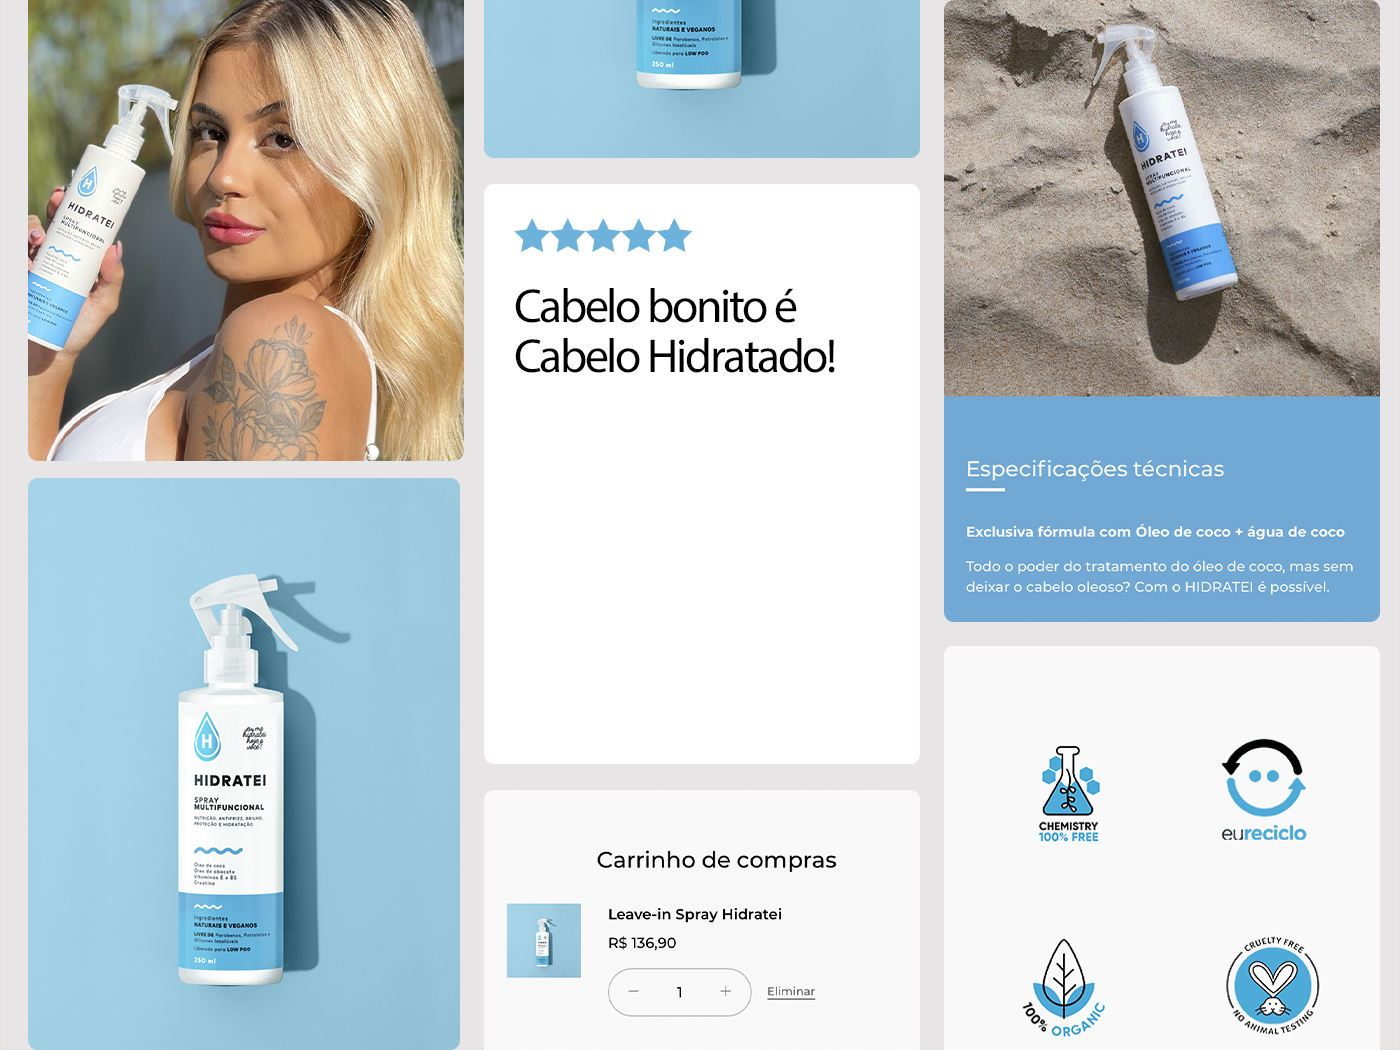 HIDRATEI
SPRAY
MULTIFUNCIONAL
H
HIDRATEI
SPRAY
MULTIFUNCIONAL
NUTRIÇÃO, ANTIFRIZZ, BRILHO,
PROTEÇÃO E HIDRATAÇÃO
Óleo de coco
Óleo de abacate
Vitaminas E e B5
Creatina
Ingredientes
NATURAIS E VEGANOS
LIVRE DE Parabenos, Petrolatos e
Silicones Insolúveis
Liberado para LOW POO
250 ml
Ingredientes
NATURAIS E VEGANOS
LIVRE DE Parabenos, Petrolatos e
Silicones Insolúveis
Liberado para LOW POO
250 ml
Cabelo bonito é
Cabelo Hidratado!
Carrinho de compras
Leave-in Spray Hidratei
R$ 136,90
− 1 + Eliminar
HIDRATEI
SPRAY
MULTIFUNCIONAL
Especificações técnicas
Exclusiva fórmula com Óleo de coco + água de coco
Todo o poder do tratamento do óleo de coco, mas sem
deixar o cabelo oleoso? Com o HIDRATEI é possível.
CHEMISTRY
100% FREE
eureciclo
100% ORGANIC
CRUELTY FREE
NO ANIMAL TESTING